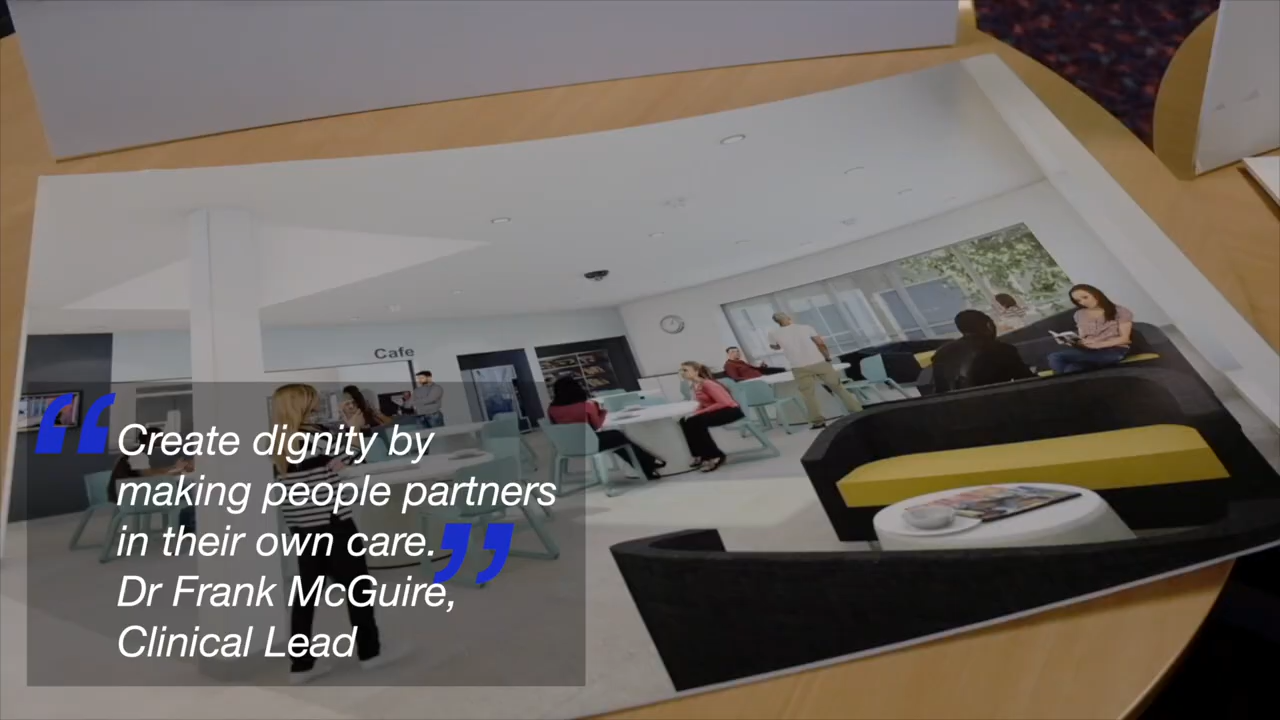 Cafe
“Create dignity by
making people partners
in their own care.”
Dr Frank McGuire,
Clinical Lead